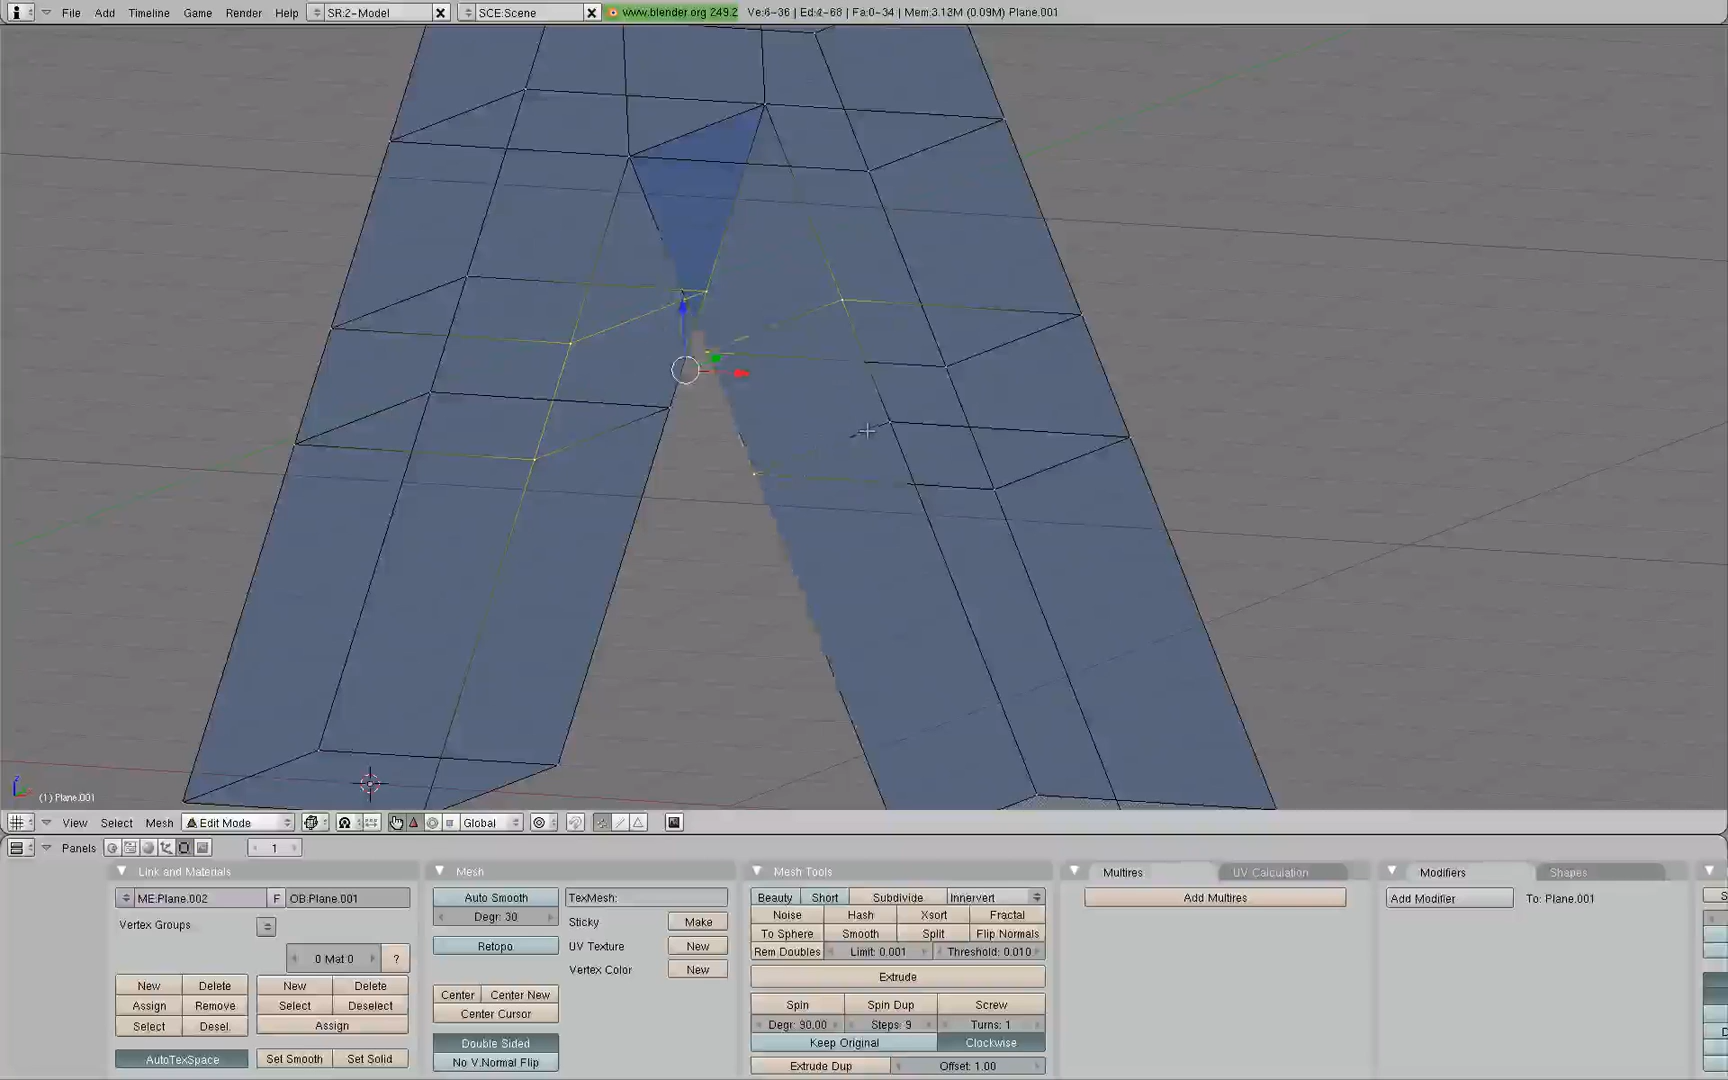 File Add Timeline Game Render Help SR:2-Model SCE:Scene www.blender.org 249.2 Ve:6-36 | Ed:4-68 | Fa:0-34 | Mem:3.12M (0.09M) Plane.001
(1) Plane.001
View Select Mesh Edit Mode Global
Panels 1
Link and Materials Mesh Mesh Tools Multires UV Calculation Modifiers Shapes
ME:Plane.002 F OB:Plane.001 Auto Smooth TexMesh: Beauty Short Subdivide Innervert Add Multires Add Modifier To: Plane.001
Degr: 30 Noise Hash Xsort Fractal
Vertex Groups Sticky Make
To Sphere Smooth Split Flip Normals
Retopo UV Texture New
0 Mat 0 ? Rem Doubles Limit: 0.001 Threshold: 0.010
Vertex Color New
Extrude
New Delete New Delete
Center Center New
Assign Remove Select Deselect Center Cursor Spin Spin Dup Screw
Select Desel. Assign Degr: 90.00 Steps: 9 Turns: 1
Double Sided Keep Original Clockwise
AutoTexSpace Set Smooth Set Solid No V.Normal Flip Extrude Dup Offset: 1.00